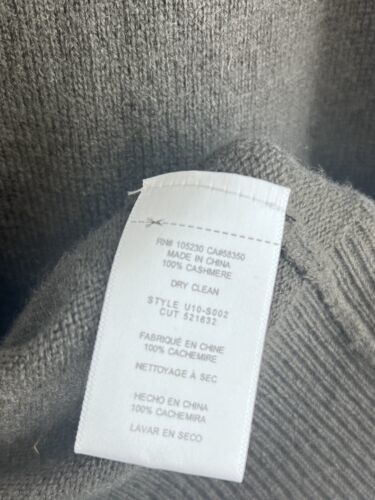 RN# 105230 CA#58350
MADE IN CHINA
100% CASHMERE
DRY CLEAN
STYLE U10-S002
CUT 521632
FABRIQUÉ EN CHINE
100% CACHEMIRE
NETTOYAGE À SEC
HECHO EN CHINA
100% CACHEMIRA
LAVAR EN SECO